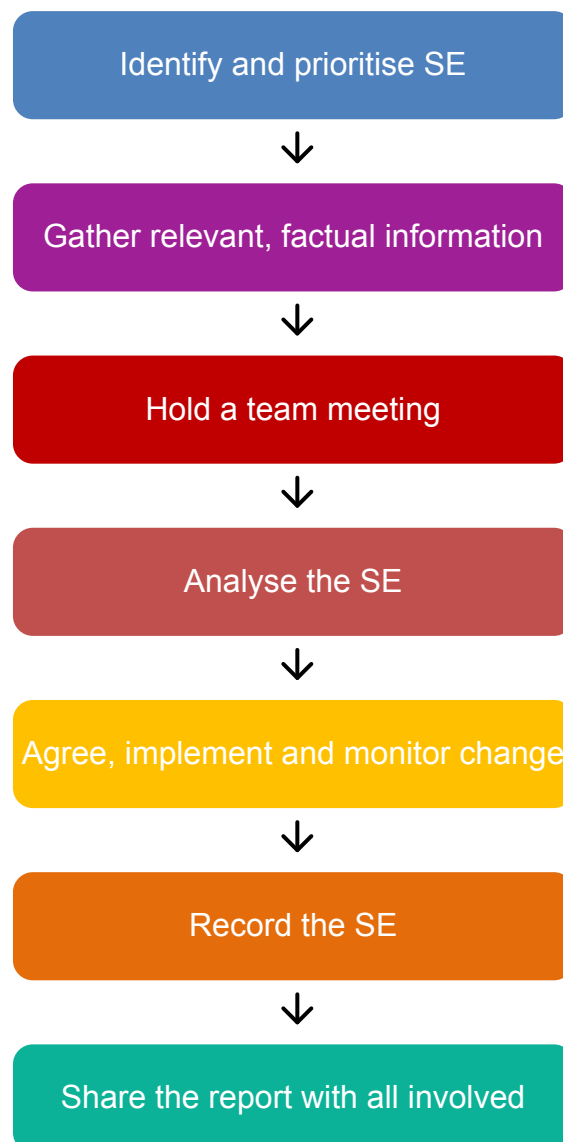 Identify and prioritise SE
Gather relevant, factual information
Hold a team meeting
Analyse the SE
Agree, implement and monitor change
Record the SE
Share the report with all involved